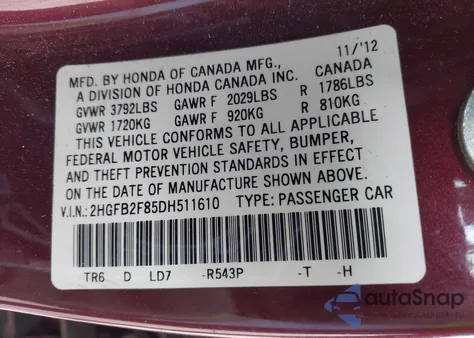 MFD. BY HONDA OF CANADA MFG., 11/'12
A DIVISION OF HONDA CANADA INC. CANADA
GVWR 3792LBS GAWR F 2029LBS R 1786LBS
GVWR 1720KG GAWR F 920KG R 810KG
THIS VEHICLE CONFORMS TO ALL APPLICABLE
FEDERAL MOTOR VEHICLE SAFETY, BUMPER,
AND THEFT PREVENTION STANDARDS IN EFFECT
ON THE DATE OF MANUFACTURE SHOWN ABOVE.
V.I.N.: 2HGFB2F85DH511610 TYPE: PASSENGER CAR
TR6 D LD7 -R543P -T -H
autoSnap